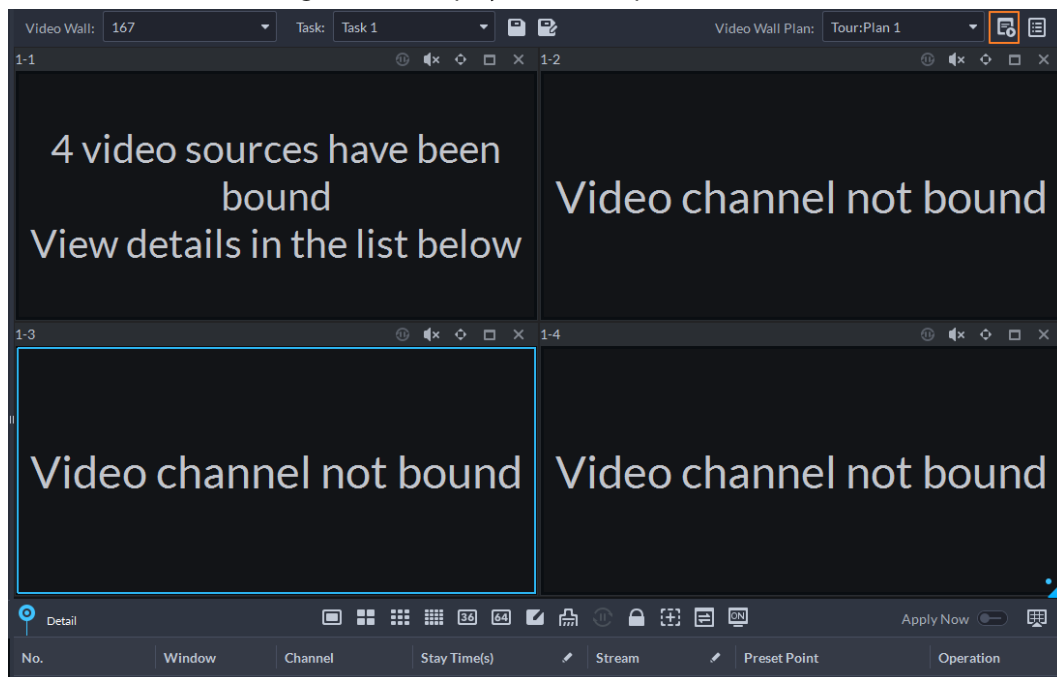 Video Wall: 167 Task: Task 1 Video Wall Plan: Tour:Plan 1
1-1 1-2
4 video sources have been
bound
View details in the list below
Video channel not bound
1-3 1-4
Video channel not bound
Video channel not bound
Detail 36 64 ON Apply Now
No. Window Channel Stay Time(s) Stream Preset Point Operation